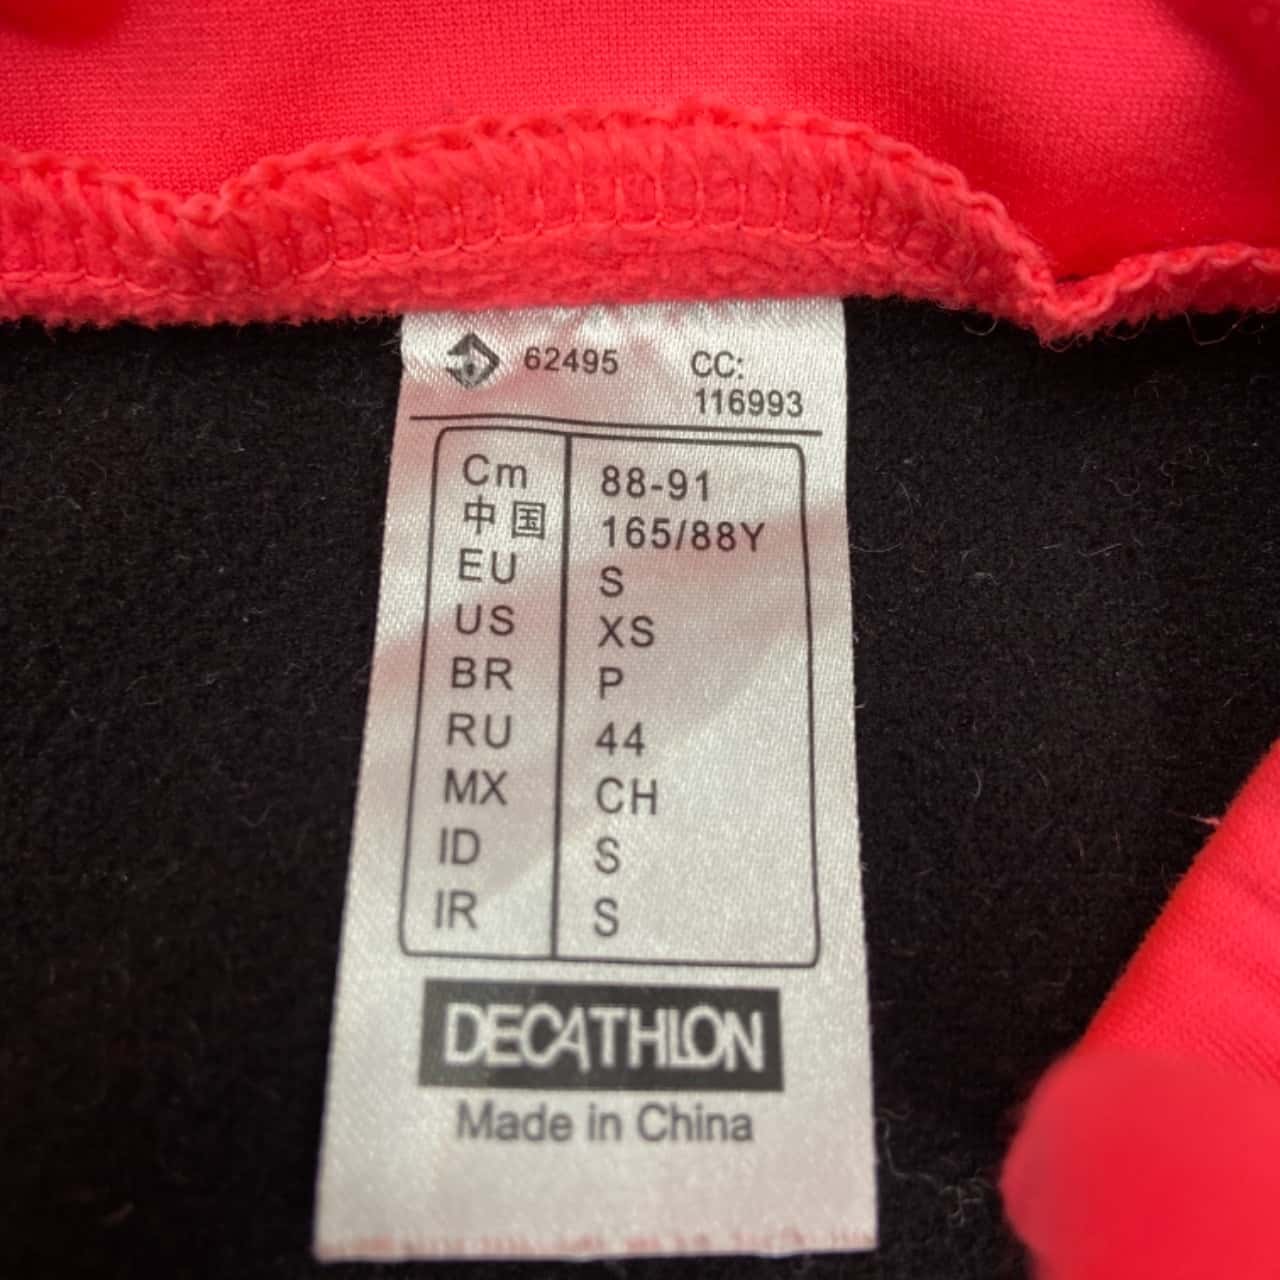 62495 CC:
116993
Cm 88-91
中国 165/88Y
EU S
US XS
BR P
RU 44
MX CH
ID S
IR S
DECATHLON
Made in China